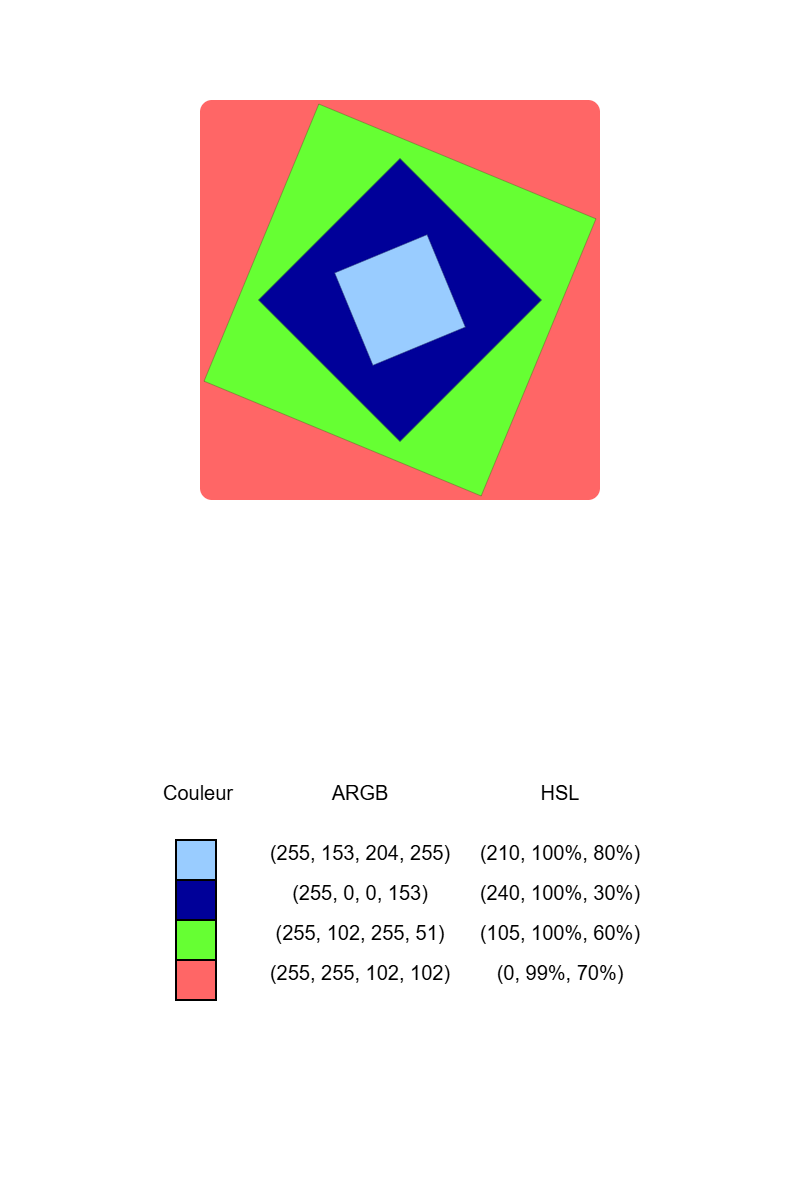 Couleur ARGB HSL
(255, 153, 204, 255) (210, 100%, 80%)
(255, 0, 0, 153) (240, 100%, 30%)
(255, 102, 255, 51) (105, 100%, 60%)
(255, 255, 102, 102) (0, 99%, 70%)